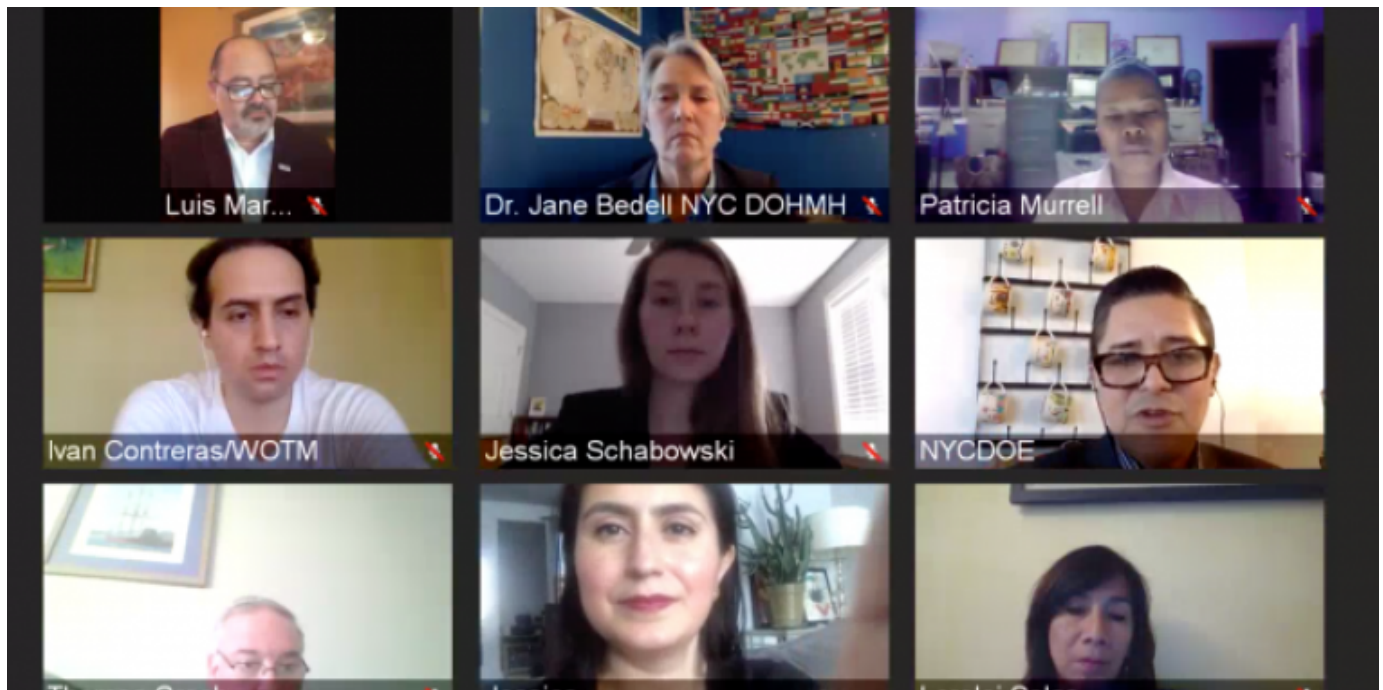 Luis Mar...
Dr. Jane Bedell NYC DOHMH
Patricia Murrell
Ivan Contreras/WOTM
Jessica Schabowski
NYCDOE